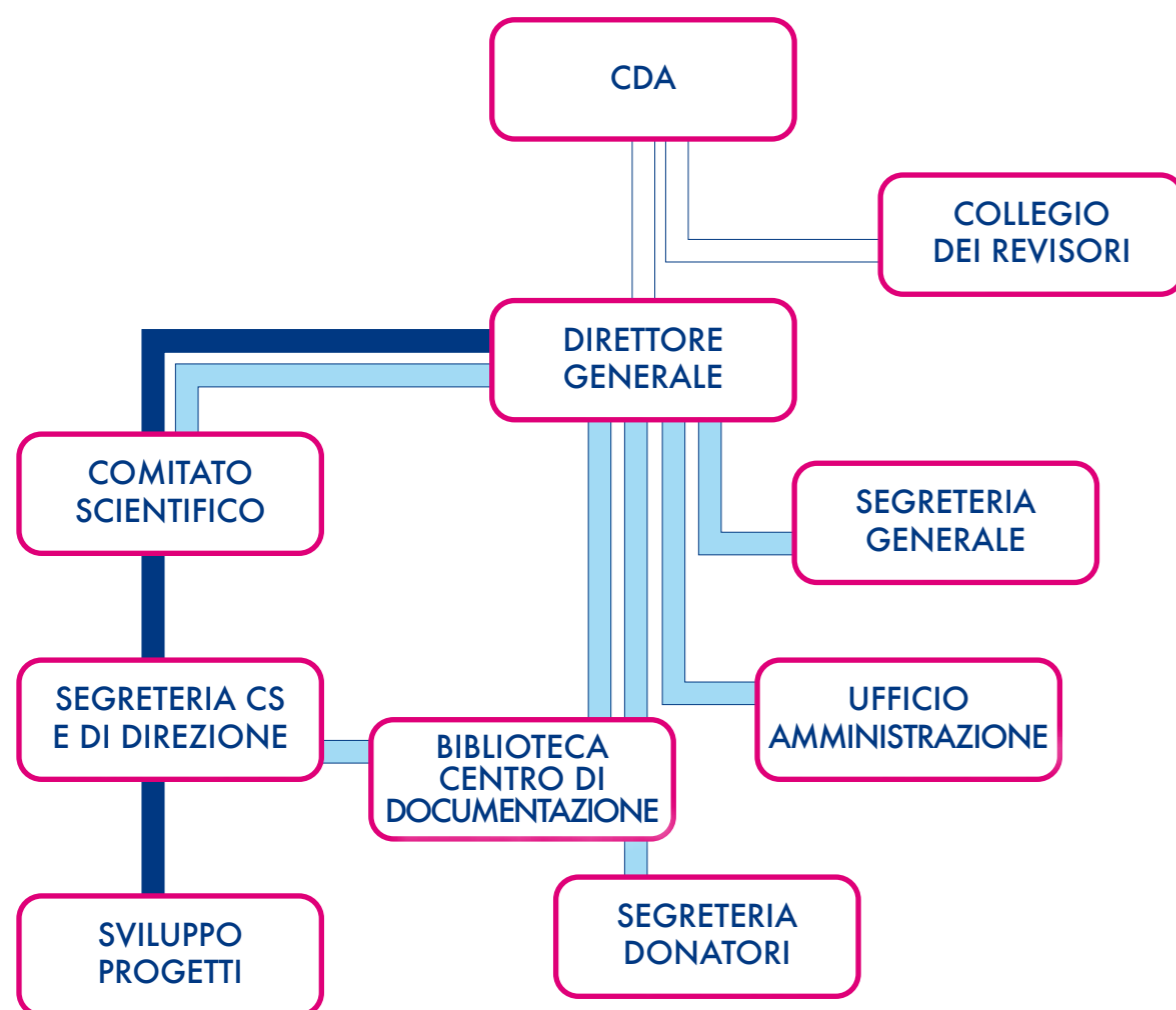 CDA
COLLEGIO
DEI REVISORI
DIRETTORE
GENERALE
COMITATO
SCIENTIFICO
SEGRETERIA
GENERALE
SEGRETERIA CS
E DI DIREZIONE
UFFICIO
AMMINISTRAZIONE
BIBLIOTECA
CENTRO DI
DOCUMENTAZIONE
SEGRETERIA
DONATORI
SVILUPPO
PROGETTI